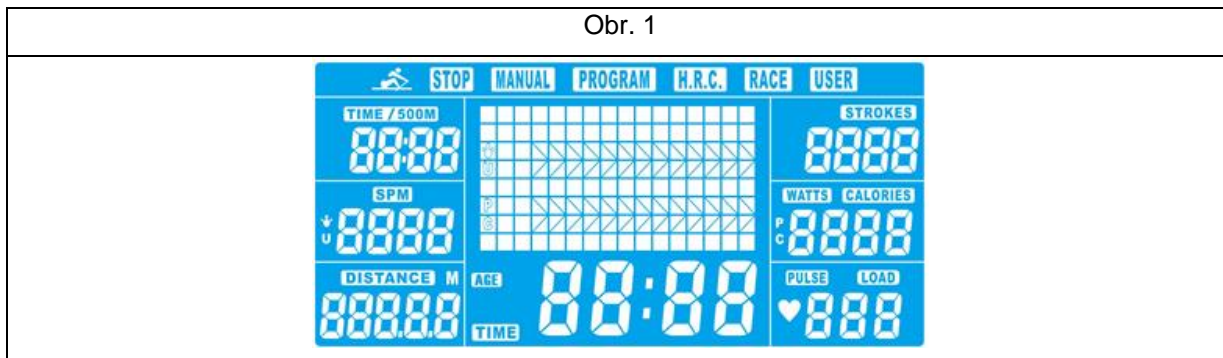 Obr. 1
STOP MANUAL PROGRAM H.R.C. RACE USER
TIME / 500M
88:88
SPM
U 8888
DISTANCE M
888.8.8
U
P
C
AGE
TIME
88:88
STROKES
8888
WATTS CALORIES
P
C
8888
PULSE LOAD
888